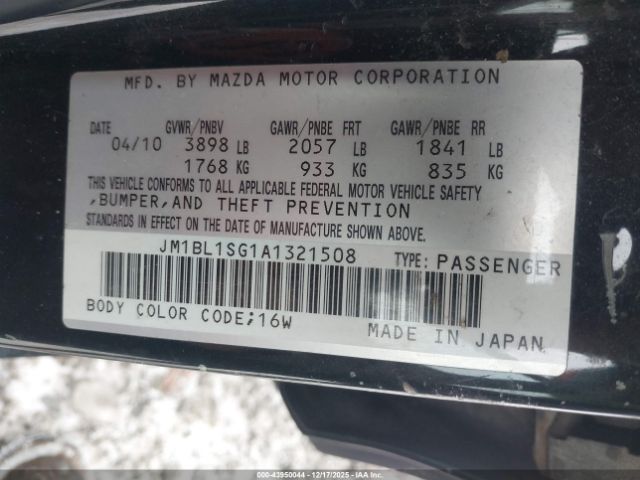 MFD. BY MAZDA MOTOR CORPORATION
DATE GVWR/PNBV GAWR/PNBE FRT GAWR/PNBE RR
04/10 3898 LB 2057 LB 1841 LB
1768 KG 933 KG 835 KG
THIS VEHICLE CONFORMS TO ALL APPLICABLE FEDERAL MOTOR VEHICLE SAFETY
,BUMPER,AND THEFT PREVENTION
STANDARDS IN EFFECT ON THE DATE OF MANUFACTURE SHOWN ABOVE.
JM1BL1SG1A1321508 TYPE: PASSENGER
BODY COLOR CODE;16W
MADE IN JAPAN
000-43950044 - 12/17/2025 - IAAI.COM